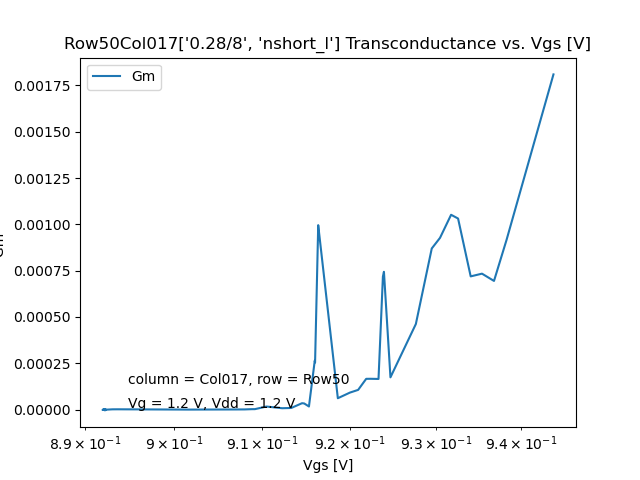 Row50Col017['0.28/8', 'nshort_l'] Transconductance vs. Vgs [V]
Gm
0.00175
0.00150
0.00125
0.00100
0.00075
0.00050
0.00025
0.00000
column = Col017, row = Row50
Vg = 1.2 V, Vdd = 1.2 V
8.9 × 10⁻¹ 9 × 10⁻¹ 9.1 × 10⁻¹ 9.2 × 10⁻¹ 9.3 × 10⁻¹ 9.4 × 10⁻¹
Vgs [V]